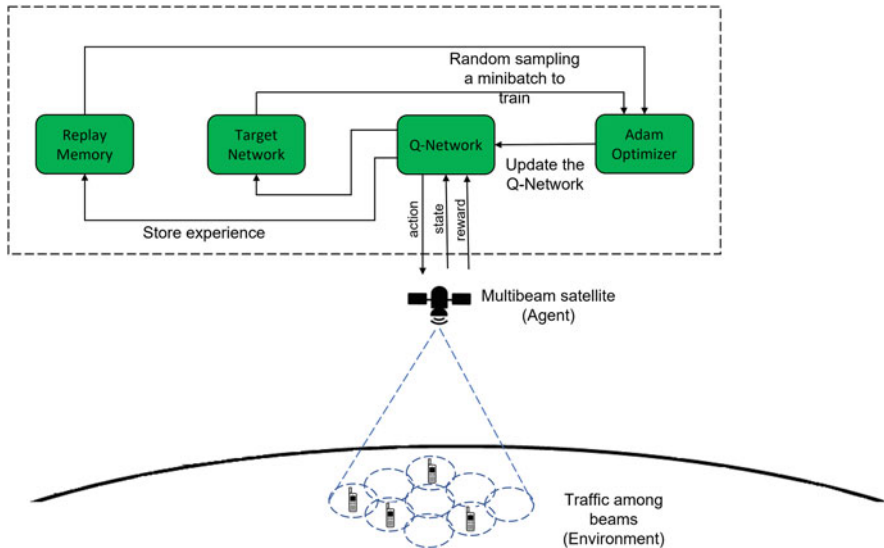 Random sampling
a minibatch to
train
Replay
Memory
Target
Network
Q-Network
Adam
Optimizer
Update the
Q-Network
Store experience
action
state
reward
Multibeam satellite
(Agent)
Traffic among
beams
(Environment)